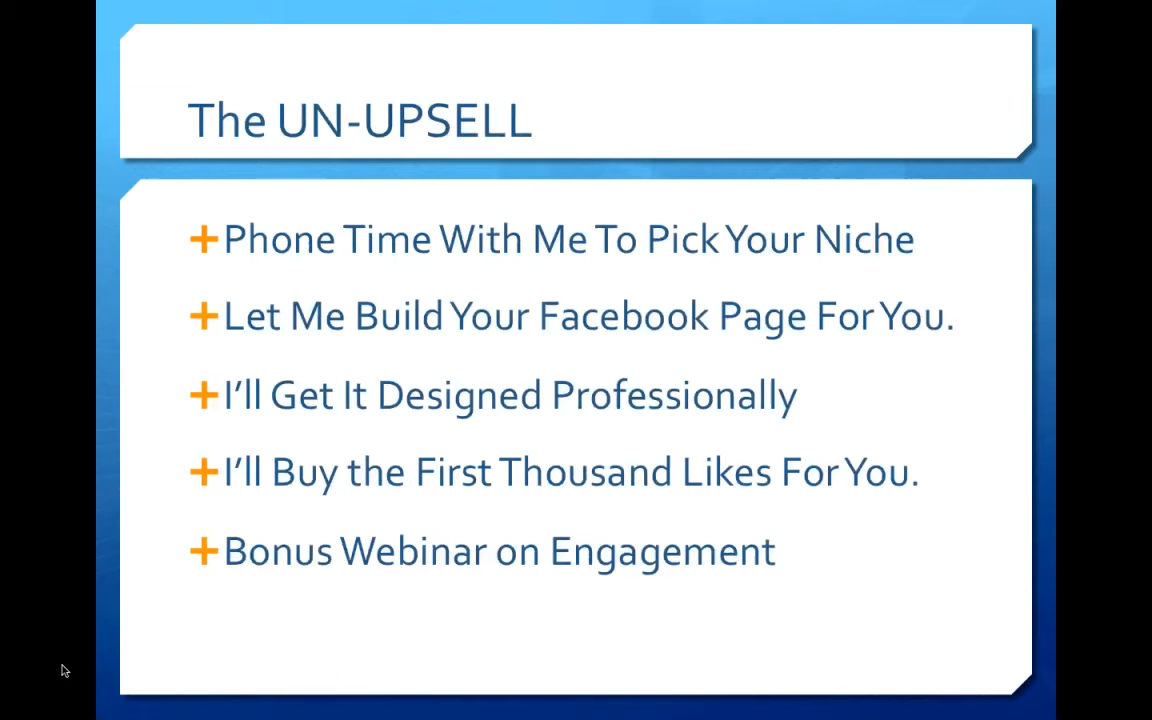 The UN-UPSELL
Phone Time With Me To Pick Your Niche
Let Me Build Your Facebook Page For You.
I'll Get It Designed Professionally
I'll Buy the First Thousand Likes For You.
Bonus Webinar on Engagement